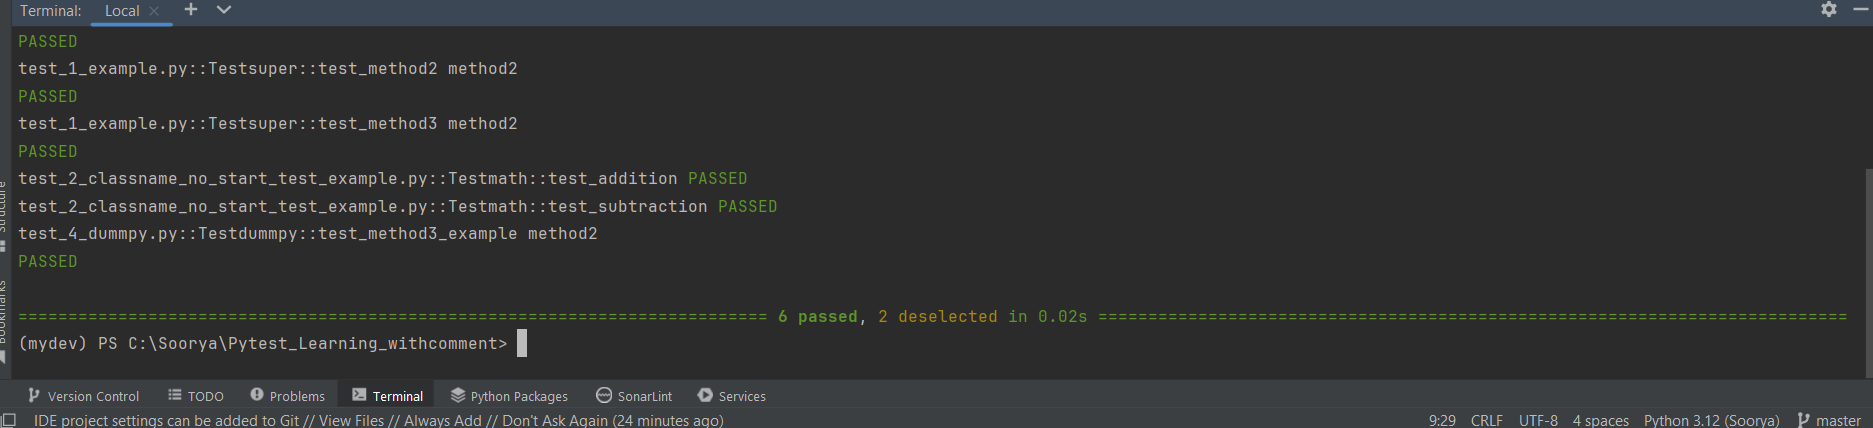 Terminal: Local
PASSED
test_1_example.py::Testsuper::test_method2 method2
PASSED
test_1_example.py::Testsuper::test_method3 method2
PASSED
test_2_classname_no_start_test_example.py::Testmath::test_addition PASSED
test_2_classname_no_start_test_example.py::Testmath::test_subtraction PASSED
test_4_dummpy.py::Testdummpy::test_method3_example method2
PASSED
=========================================================================== 6 passed, 2 deselected in 0.02s ===========================================================================
(mydev) PS C:\Soorya\Pytest_Learning_withcomment>
Structure
Bookmarks
Version Control TODO Problems Terminal Python Packages SonarLint Services
IDE project settings can be added to Git // View Files // Always Add // Don't Ask Again (24 minutes ago) 9:29 CRLF UTF-8 4 spaces Python 3.12 (Soorya) master